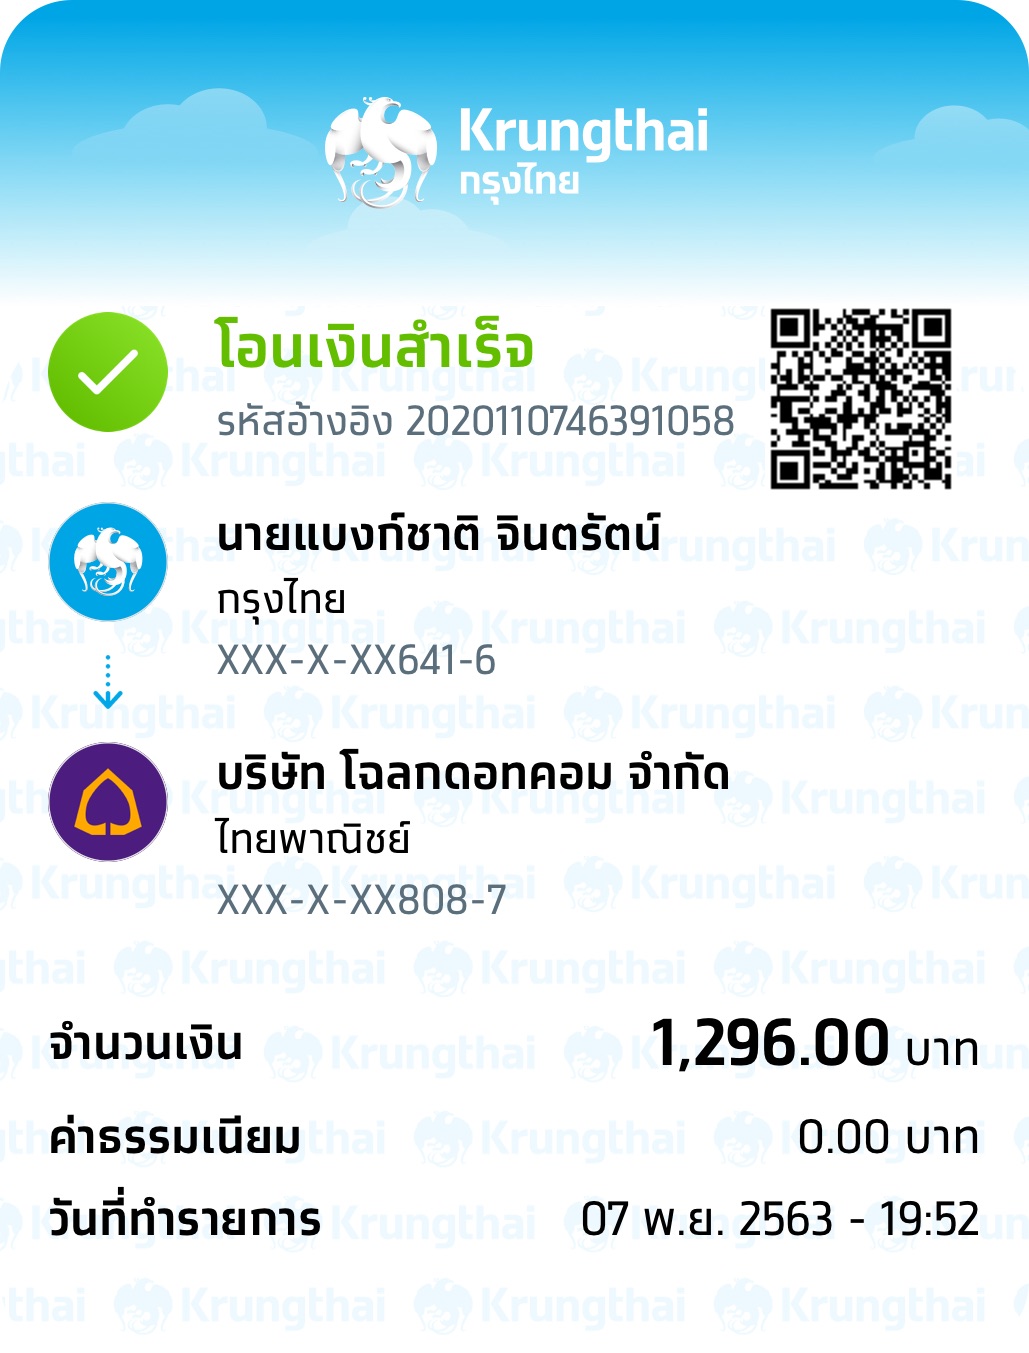 Krungthai
กรุงไทย
โอนเงินสำเร็จ
รหัสอ้างอิง 2020110746391058
นายแบงก์ชาติ จินตรัตน์
กรุงไทย
XXX-X-XX641-6
บริษัท โฉลกดอทคอม จำกัด
ไทยพาณิชย์
XXX-X-XX808-7
จำนวนเงิน 1,296.00 บาท
ค่าธรรมเนียม 0.00 บาท
วันที่ทำรายการ 07 พ.ย. 2563 - 19:52